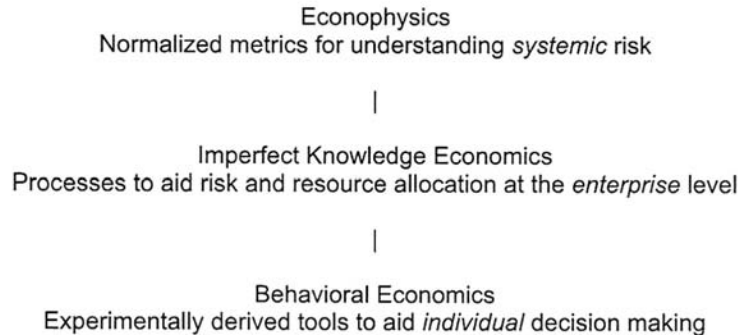 Econophysics
Normalized metrics for understanding systemic risk
|
Imperfect Knowledge Economics
Processes to aid risk and resource allocation at the enterprise level
|
Behavioral Economics
Experimentally derived tools to aid individual decision making